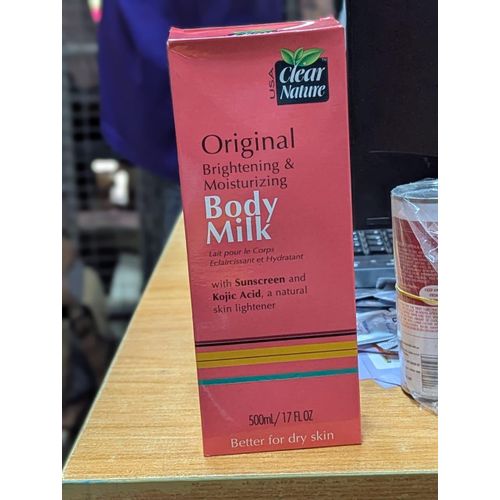 USA
Clear
Nature
Original
Brightening &
Moisturizing
Body
Milk
Lait pour le Corps
Eclaircissant et Hydratant
with Sunscreen and
Kojic Acid, a natural
skin lightener
500mL/ 17 FL OZ
Better for dry skin